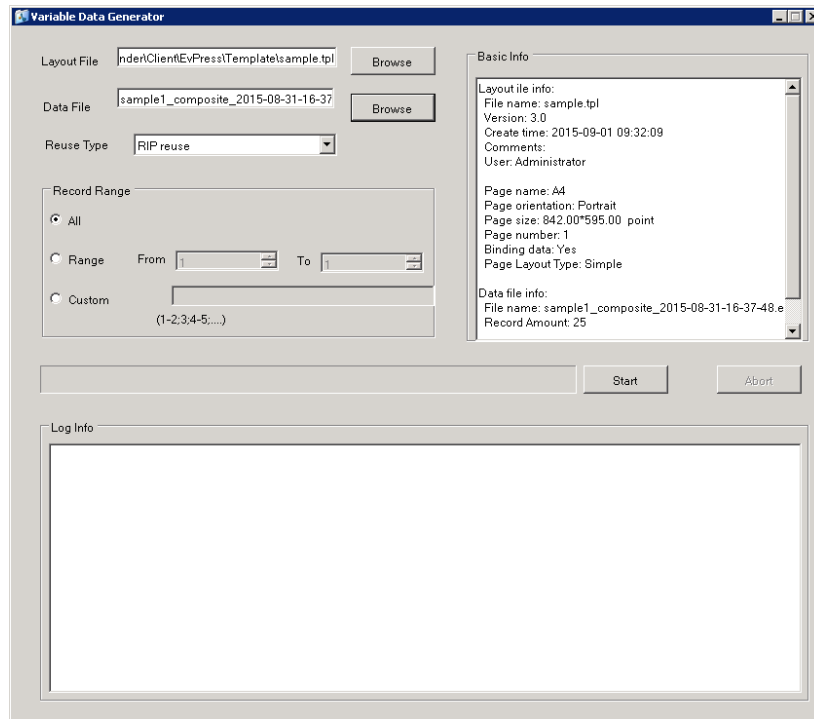 Variable Data Generator
Layout File
nder\Client\EvPress\Template\sample.tpl
Browse
Data File
sample1_composite_2015-08-31-16-37
Browse
Reuse Type
RIP reuse
Record Range
All
Range From 1 To 1
Custom
(1-2;3;4-5;....)
Basic Info
Layout ile info:
File name: sample.tpl
Version: 3.0
Create time: 2015-09-01 09:32:09
Comments:
User: Administrator
Page name: A4
Page orientation: Portrait
Page size: 842.00*595.00 point
Page number: 1
Binding data: Yes
Page Layout Type: Simple
Data file info:
File name: sample1_composite_2015-08-31-16-37-48.e
Record Amount: 25
Start
Abort
Log Info